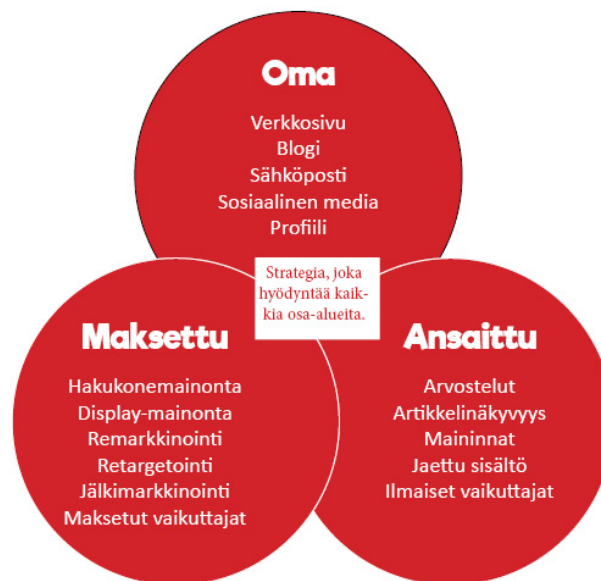 Oma
Verkkosivu
Blogi
Sähköposti
Sosiaalinen media
Profiili
Strategia, joka
hyödyntää kaik-
kia osa-alueita.
Maksettu
Hakukonemainonta
Display-mainonta
Remarkkinointi
Retargetointi
Jälkimarkkinointi
Maksetut vaikuttajat
Ansaittu
Arvostelut
Artikkelinäkyvyys
Maininnat
Jaettu sisältö
Ilmaiset vaikuttajat